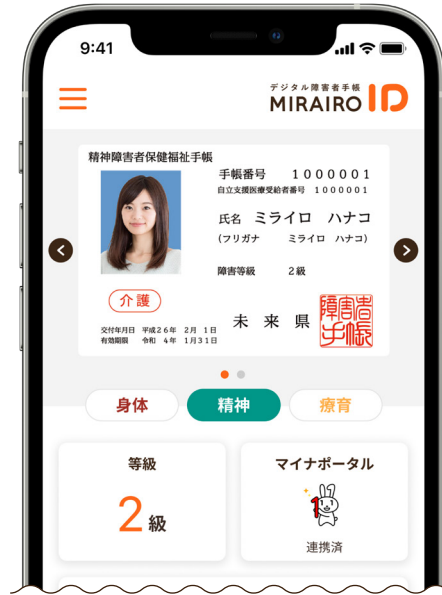 9:41
デジタル障害者手帳
MIRAIRO ID
精神障害者保健福祉手帳
手帳番号 1000001
自立支援医療受給者番号 1000001
氏名 ミライロ ハナコ
(フリガナ ミライロ ハナコ)
障害等級 2級
介護
交付年月日 平成26年 2月 1日
有効期限 令和 4年 1月31日
未来県
障害者手帳
身体 精神 療育
等級
2級
マイナポータル
連携済